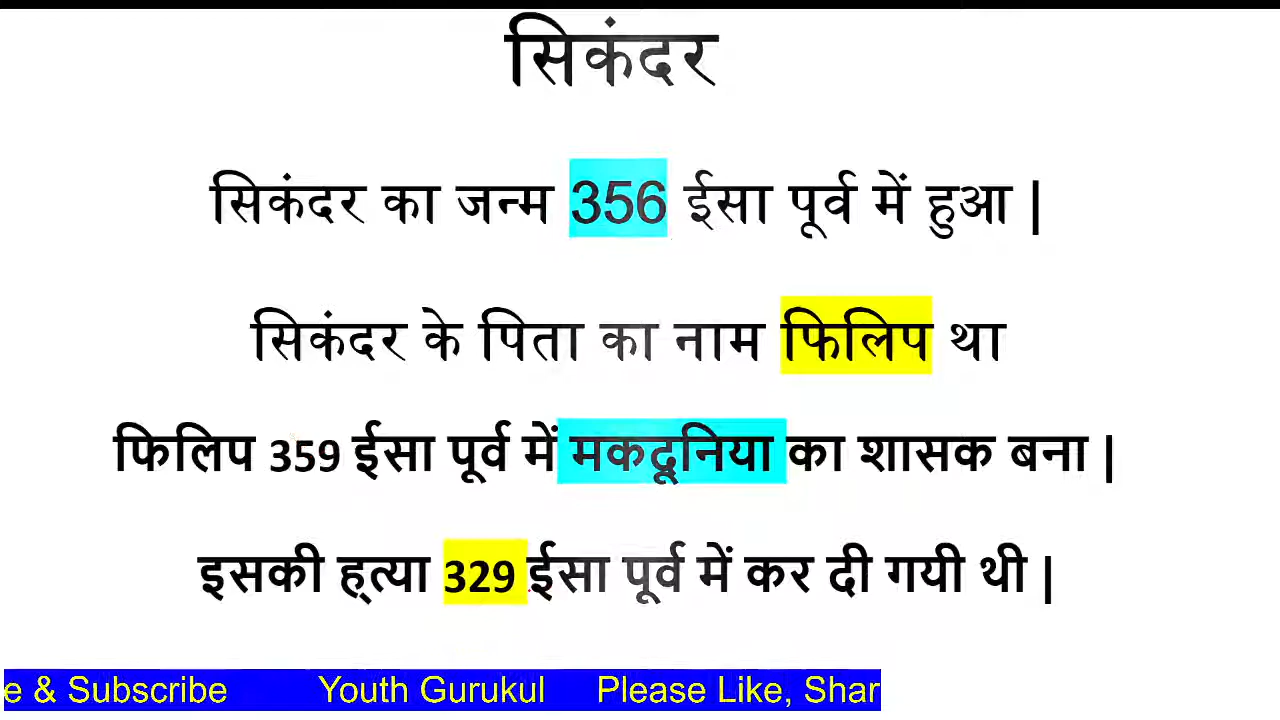 सिकंदर
सिकंदर का जन्म 356 ईसा पूर्व में हुआ |
सिकंदर के पिता का नाम फिलिप था
फिलिप 359 ईसा पूर्व में मकदूनिया का शासक बना |
इसकी ह्त्या 329 ईसा पूर्व में कर दी गयी थी |
e & Subscribe Youth Gurukul Please Like, Shar